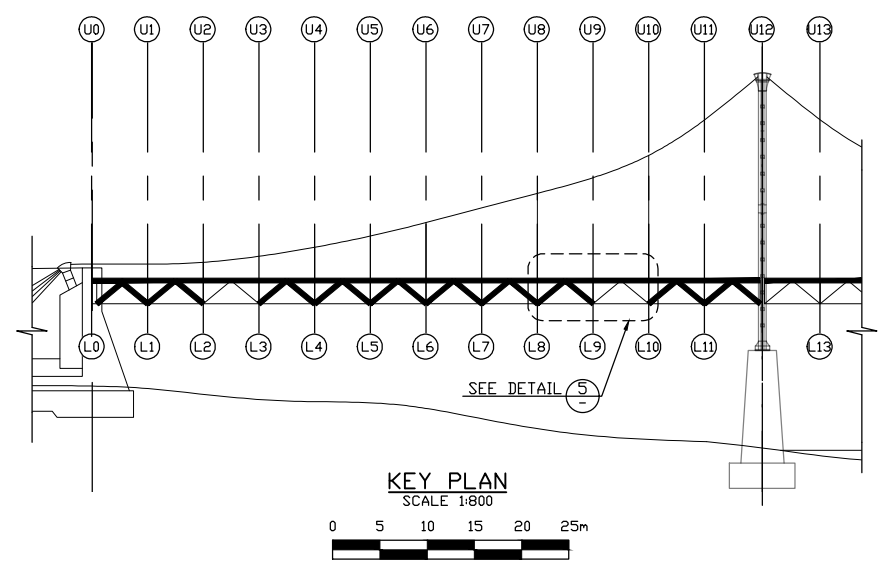 U0 U1 U2 U3 U4 U5 U6 U7 U8 U9 U10 U11 U12 U13
L0 L1 L2 L3 L4 L5 L6 L7 L8 L9 L10 L11 L13
SEE DETAIL 5
-
KEY PLAN
SCALE 1:800
0 5 10 15 20 25m